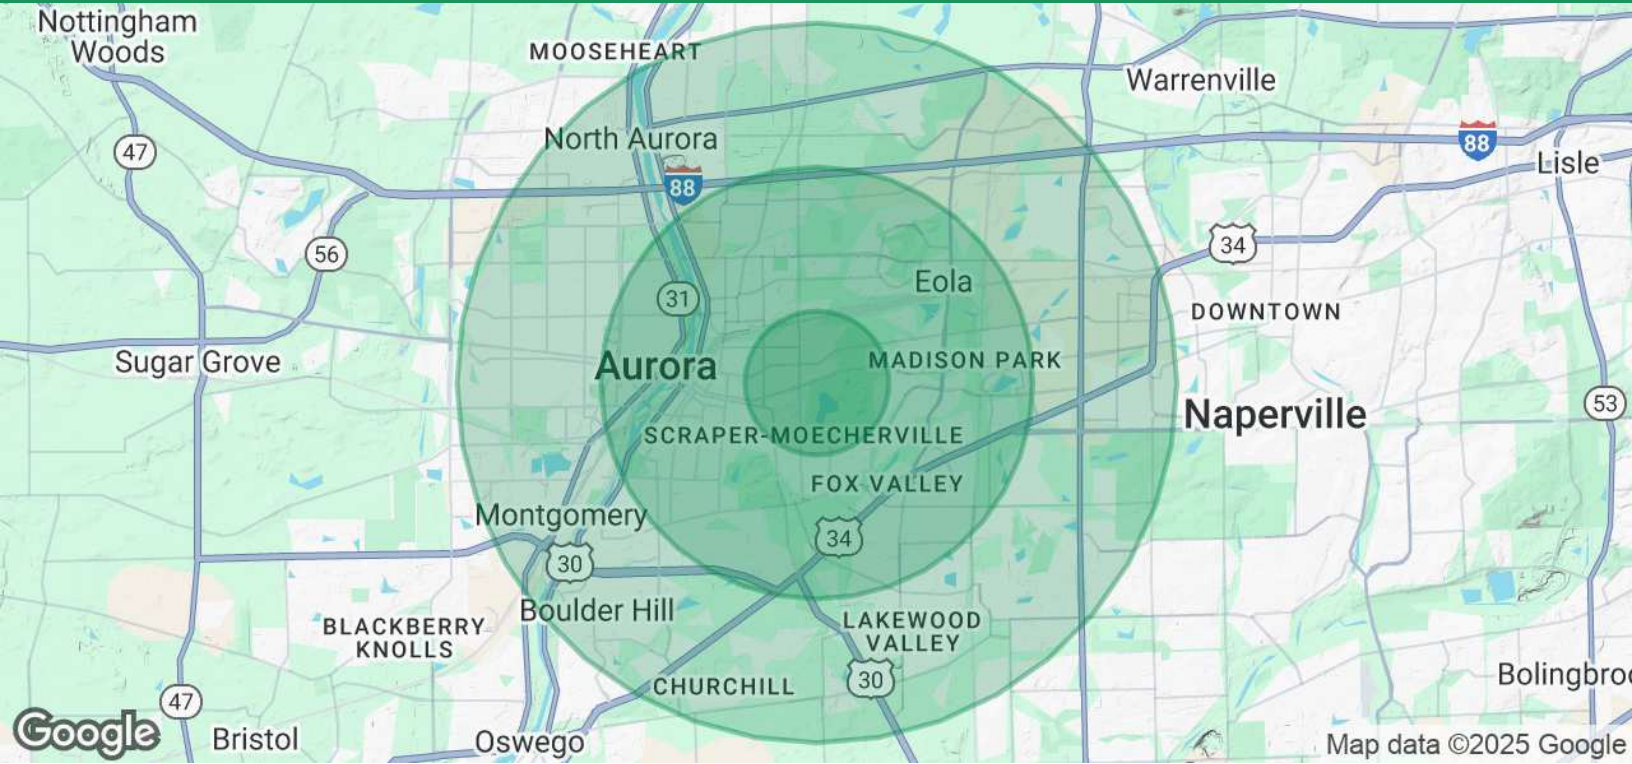 Nottingham
Woods
MOOSEHEART
Warrenville
North Aurora
47
88
88
Lisle
56
34
31
Eola
DOWNTOWN
Sugar Grove
Aurora
MADISON PARK
53
Naperville
SCRAPER-MOECHERVILLE
FOX VALLEY
Montgomery
34
30
Boulder Hill
BLACKBERRY
KNOLLS
LAKEWOOD
VALLEY
Bolingbroo
CHURCHILL
30
47
Google
Bristol
Oswego
Map data ©2025 Google